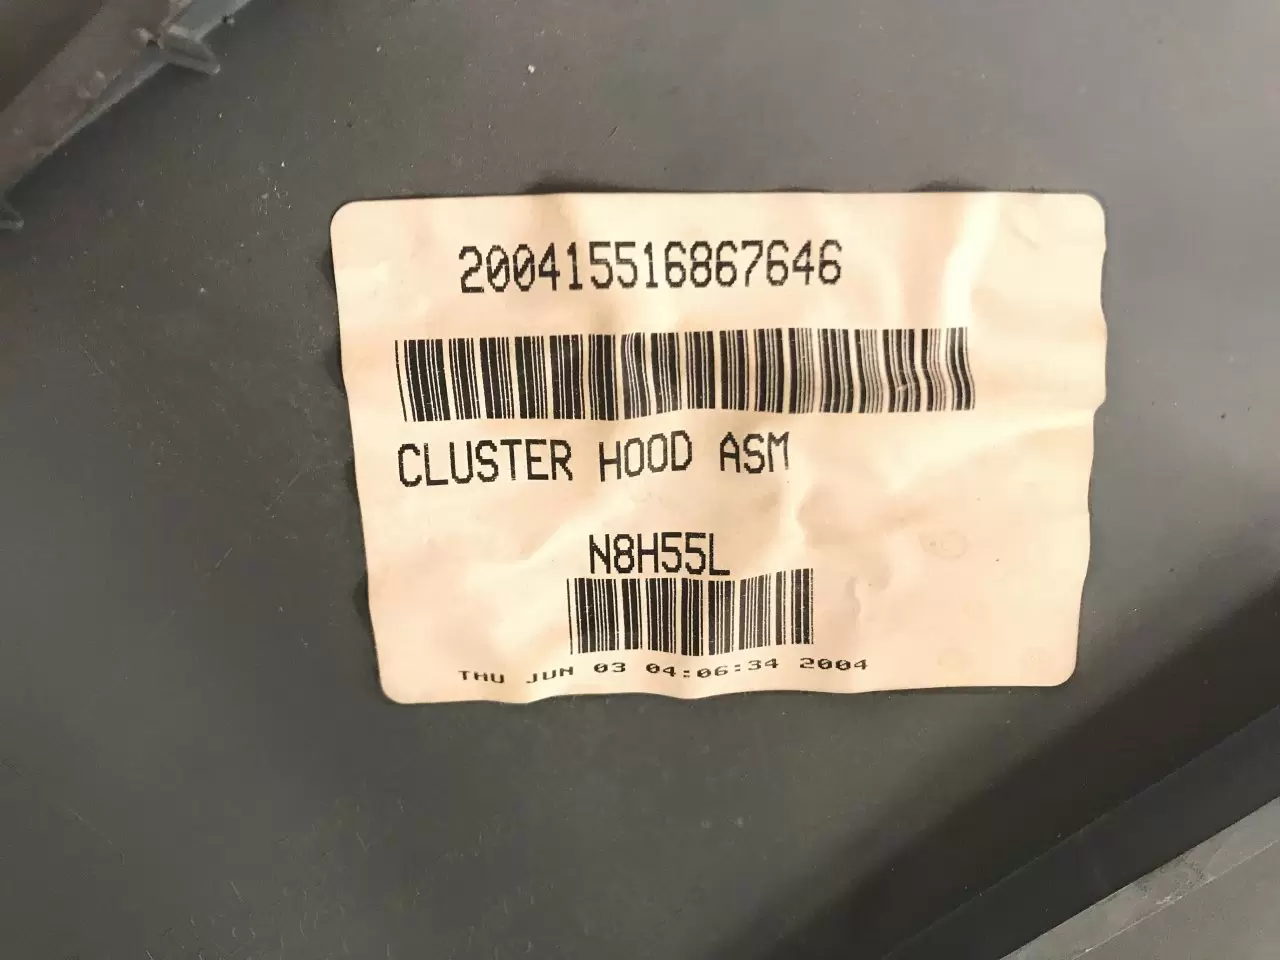 200415516867646
CLUSTER HOOD ASM
N8H55L
THU JUN 03 04:06:34 2004